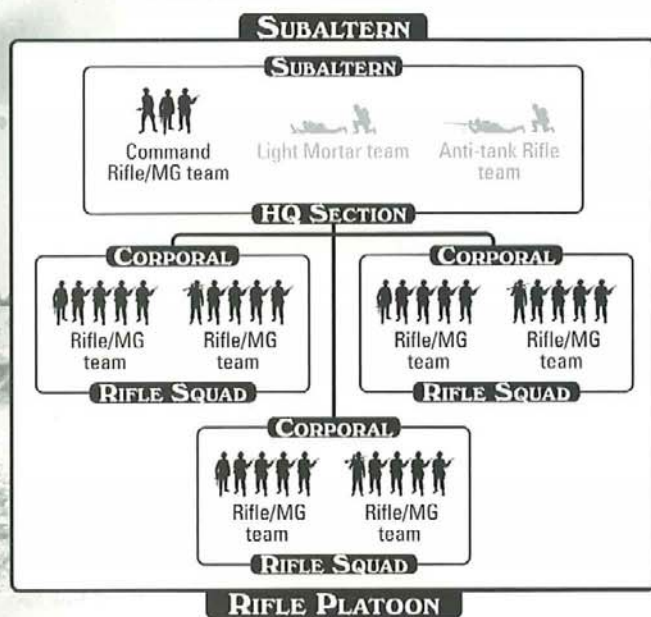 SUBALTERN
SUBALTERN
Command
Rifle/MG team
Light Mortar team
Anti-tank Rifle
team
HQ SECTION
CORPORAL
Rifle/MG
team
Rifle/MG
team
RIFLE SQUAD
CORPORAL
Rifle/MG
team
Rifle/MG
team
RIFLE SQUAD
CORPORAL
Rifle/MG
team
Rifle/MG
team
RIFLE SQUAD
RIFLE PLATOON